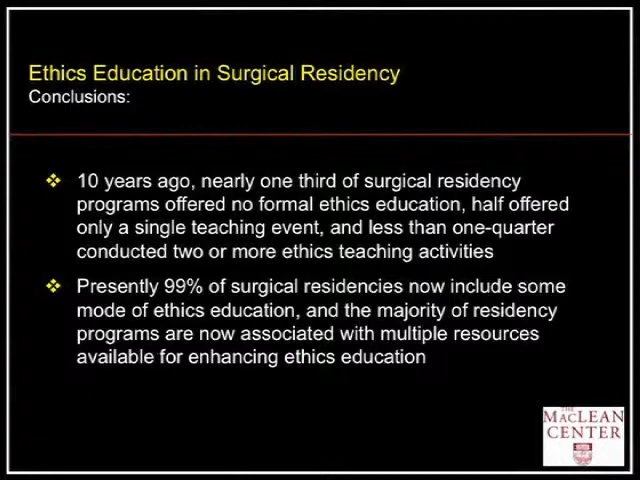 Ethics Education in Surgical Residency
Conclusions:
10 years ago, nearly one third of surgical residency
programs offered no formal ethics education, half offered
only a single teaching event, and less than one-quarter
conducted two or more ethics teaching activities
Presently 99% of surgical residencies now include some
mode of ethics education, and the majority of residency
programs are now associated with multiple resources
available for enhancing ethics education
THE
MACLEAN
CENTER